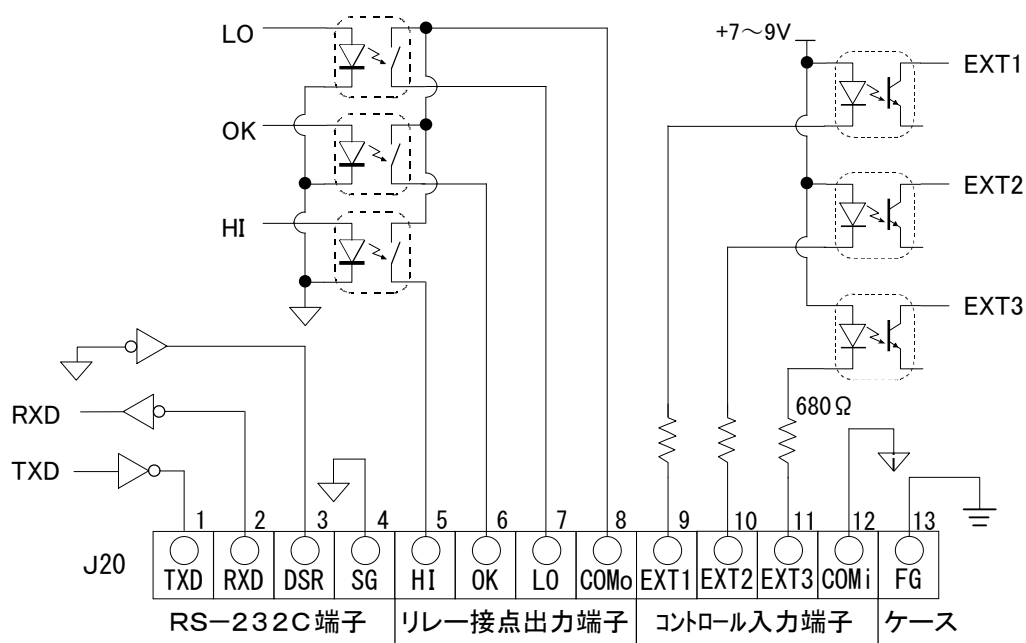 LO
OK
HI
+7～9V
EXT1
EXT2
EXT3
680Ω
RXD
TXD
i
1 2 3 4 5 6 7 8 9 10 11 12 13
J20 TXD RXD DSR SG HI OK LO COMo EXT1 EXT2 EXT3 COMi FG
RS－232C端子 リレー接点出力端子 コントロール入力端子 ケース